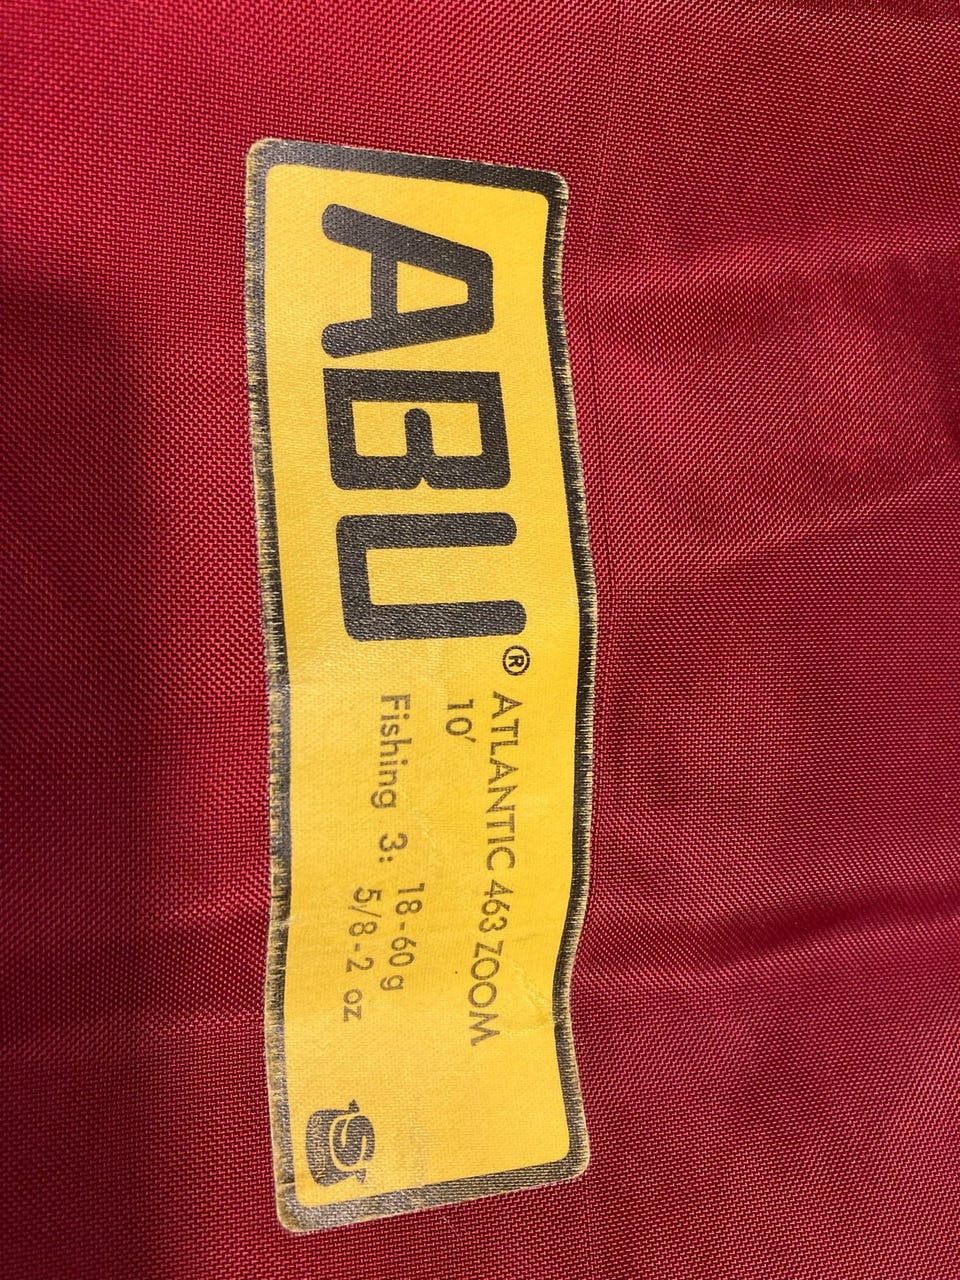 ABU®
ATLANTIC 463 ZOOM
10'
Fishing 3: 18-60 g
5/8-2 oz
S